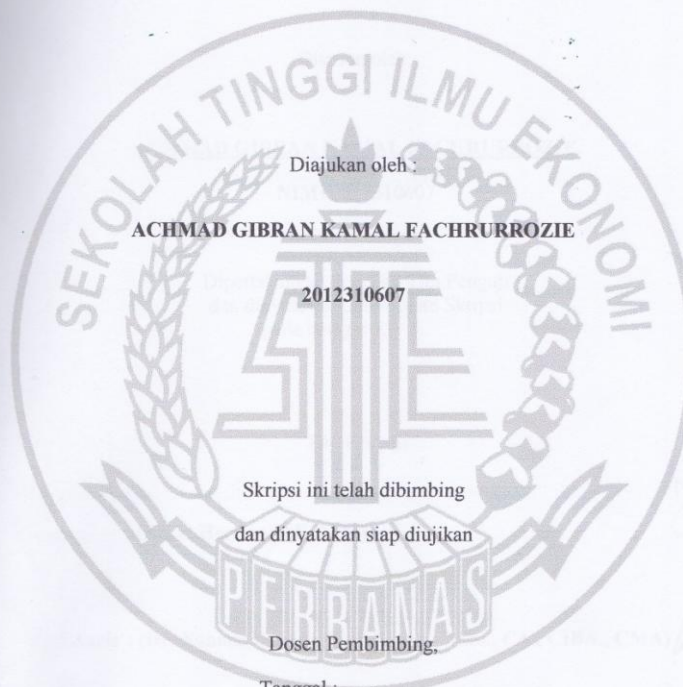 SEKOLAH TINGGI ILMU EKONOMI
Diajukan oleh :
ACHMAD GIBRAN KAMAL FACHRURROZIE
2012310607
STIE
Skripsi ini telah dibimbing
dan dinyatakan siap diujikan
PERBANAS
Dosen Pembimbing,
Tanggal :